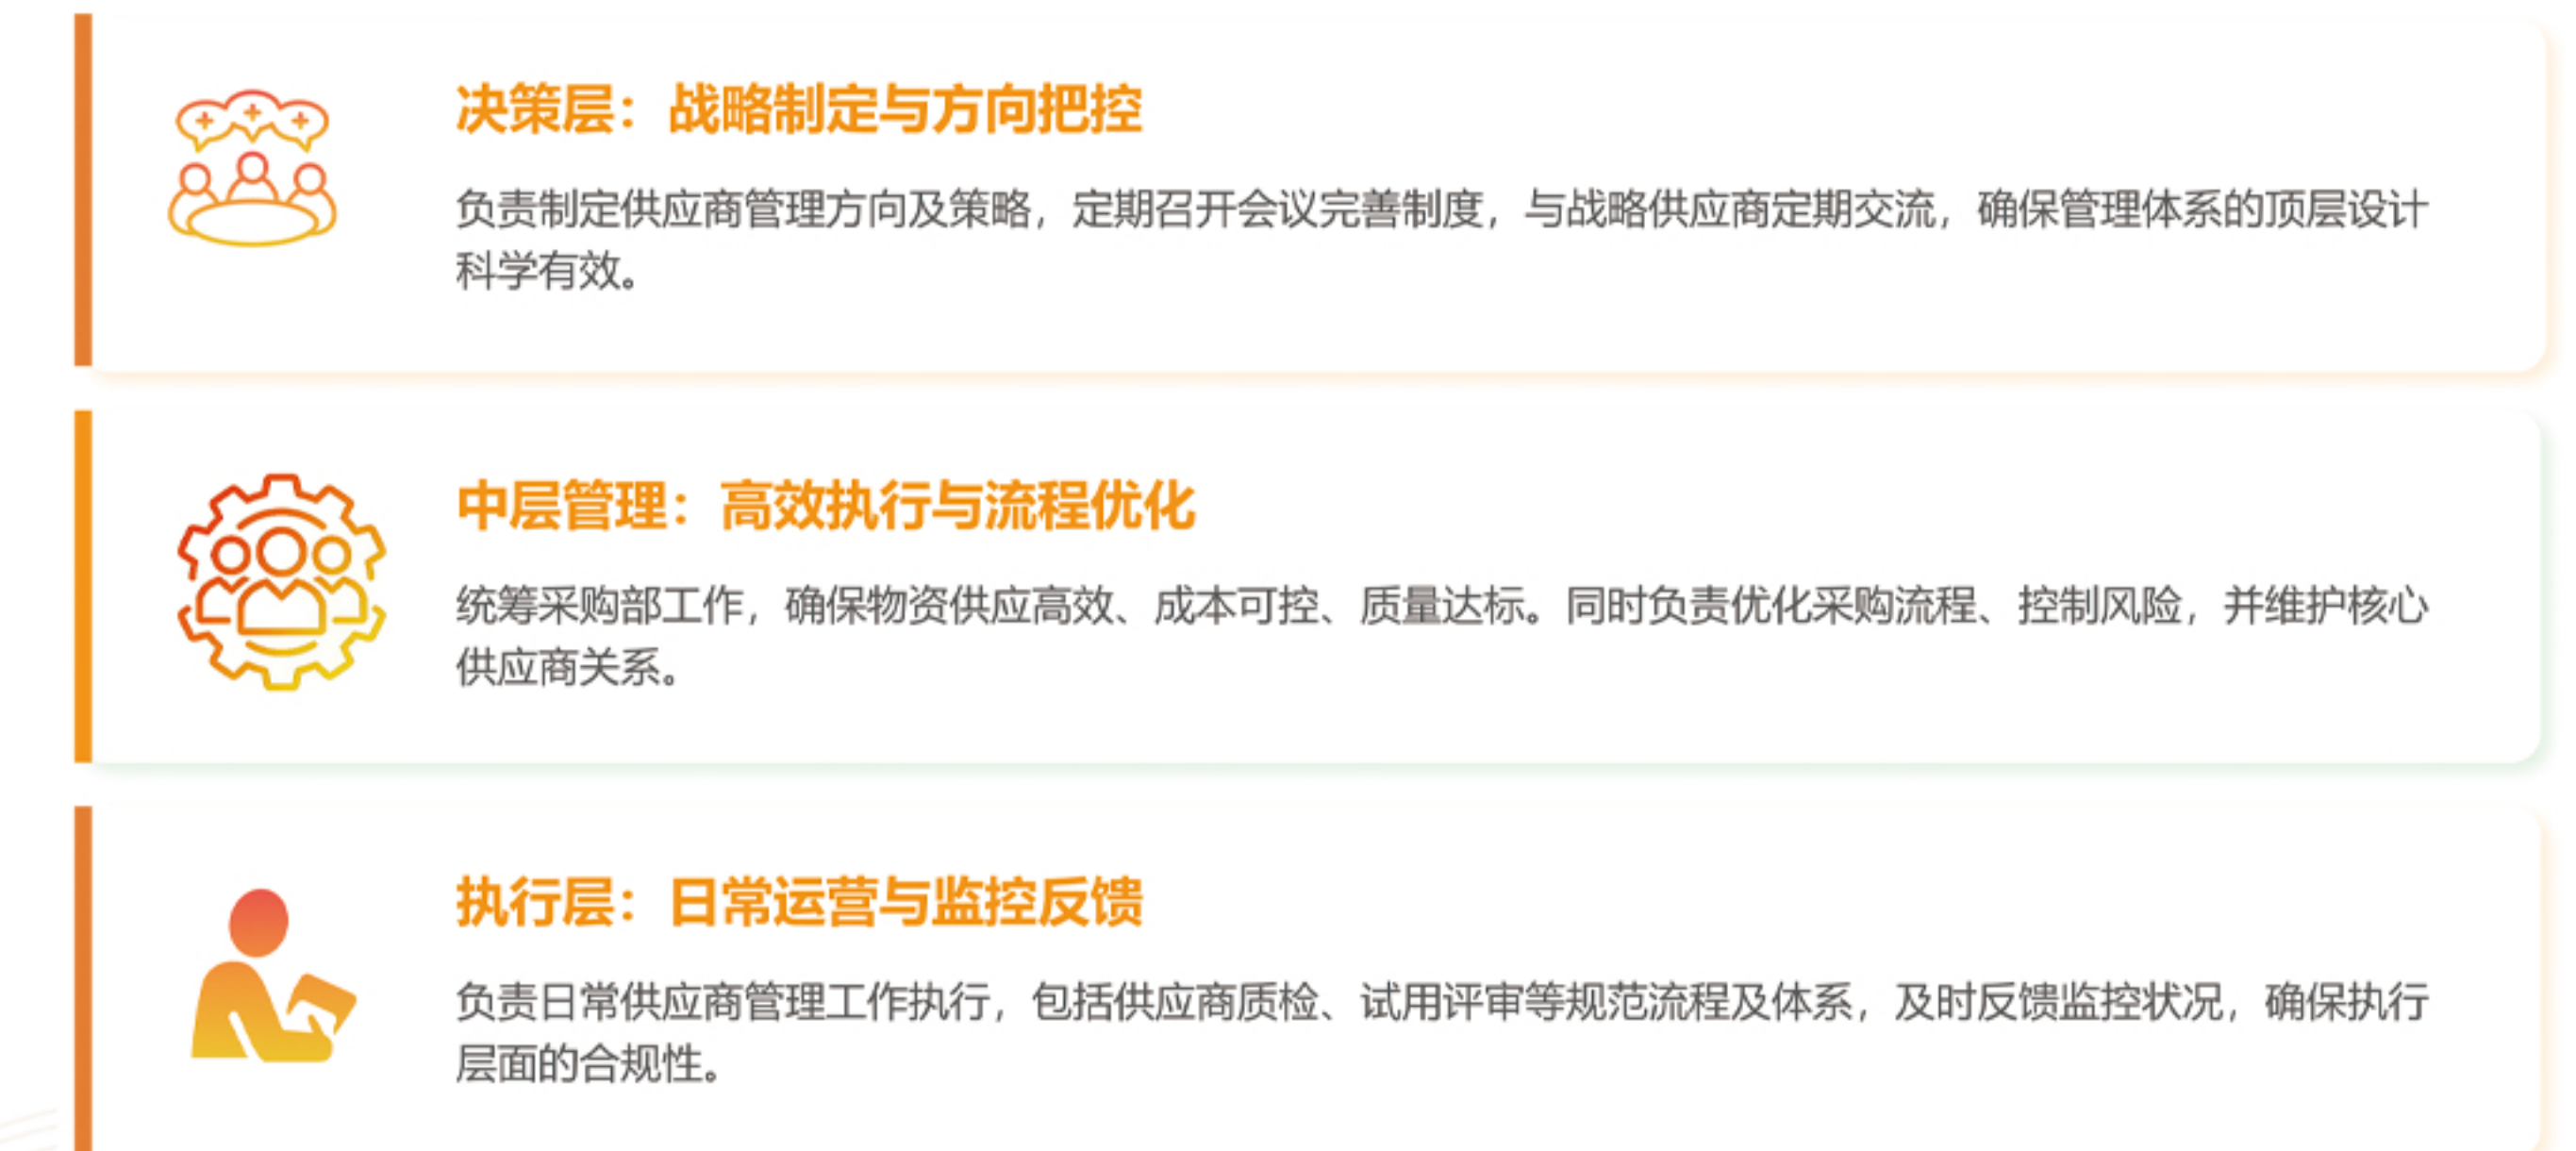 决策层：战略制定与方向把控
负责制定供应商管理方向及策略，定期召开会议完善制度，与战略供应商定期交流，确保管理体系的顶层设计
科学有效。
中层管理：高效执行与流程优化
统筹采购部工作，确保物资供应高效、成本可控、质量达标。同时负责优化采购流程、控制风险，并维护核心
供应商关系。
执行层：日常运营与监控反馈
负责日常供应商管理工作执行，包括供应商质检、试用评审等规范流程及体系，及时反馈监控状况，确保执行
层面的合规性。